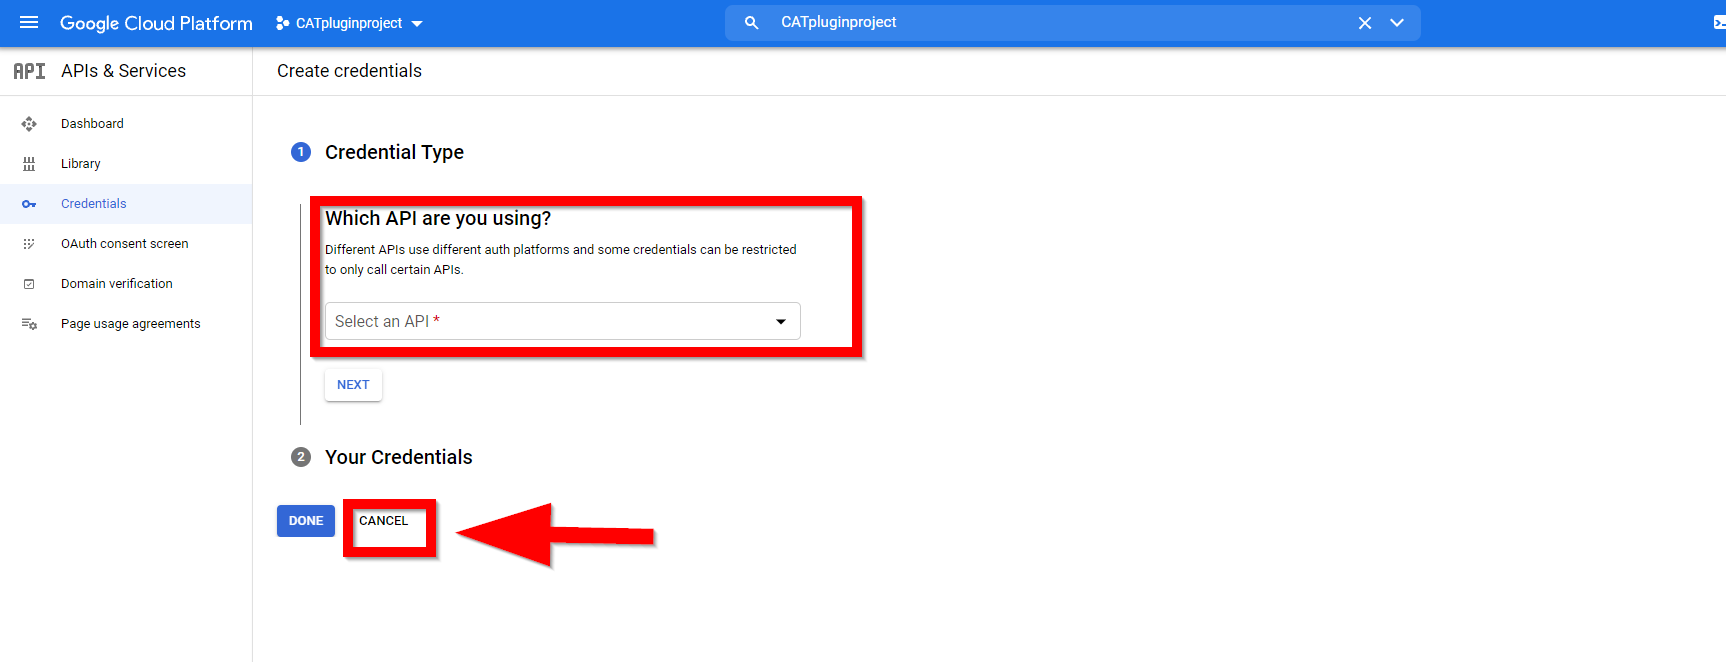 Google Cloud Platform
CATpluginproject
CATpluginproject
API
APIs & Services
Create credentials
Dashboard
Library
Credentials
OAuth consent screen
Domain verification
Page usage agreements
1
Credential Type
Which API are you using?
Different APIs use different auth platforms and some credentials can be restricted
to only call certain APIs.
Select an API *
NEXT
2
Your Credentials
DONE
CANCEL